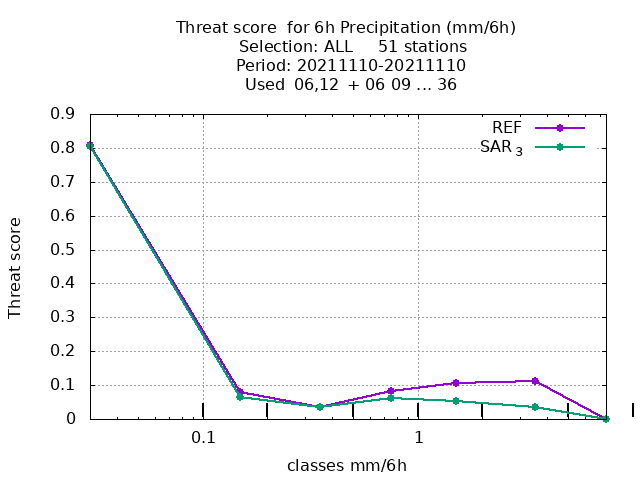 Threat score  for 6h Precipitation (mm/6h)
Selection: ALL     51 stations
Period: 20211110-20211110
Used  06,12  + 06 09 ... 36
REF
SAR 3
0.9
0.8
0.7
0.6
0.5
0.4
0.3
0.2
0.1
0
Threat score
0.1
1
classes mm/6h